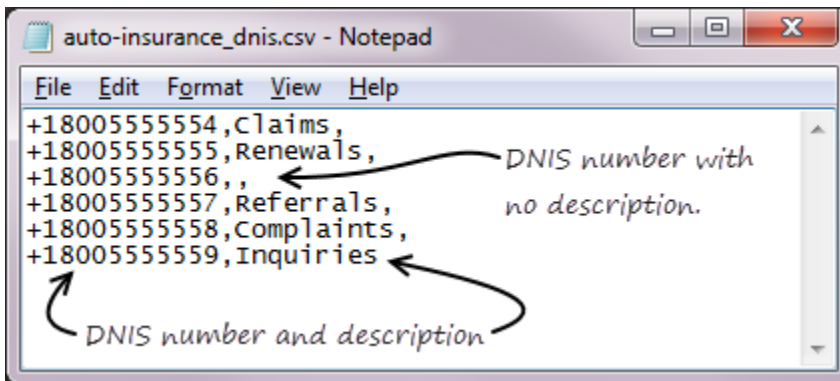 auto-insurance_dnis.csv - Notepad
File Edit Format View Help
+18005555554,Claims,
+18005555555,Renewals,
+18005555556,,
+18005555557,Referrals,
+18005555558,Complaints,
+18005555559,Inquiries
DNIS number with
no description.
DNIS number and description